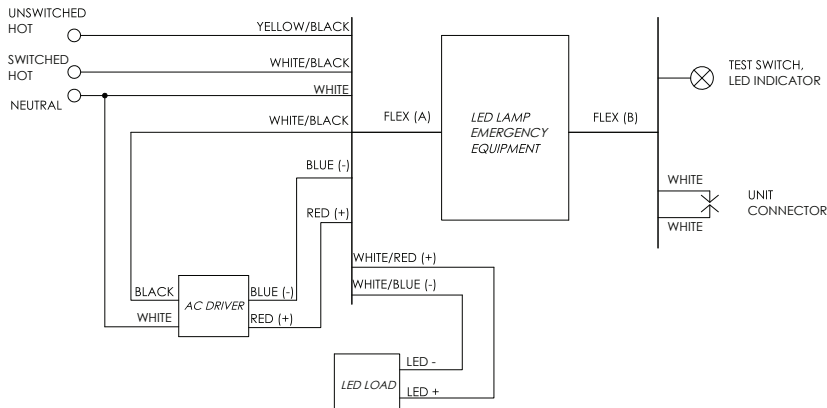 UNSWITCHED
HOT
YELLOW/BLACK
SWITCHED
HOT
WHITE/BLACK
NEUTRAL
WHITE
WHITE/BLACK
BLUE (-)
RED (+)
WHITE/RED (+)
WHITE/BLUE (-)
BLACK
WHITE
AC DRIVER
BLUE (-)
RED (+)
LED LOAD
LED -
LED +
FLEX (A)
LED LAMP
EMERGENCY
EQUIPMENT
FLEX (B)
TEST SWITCH,
LED INDICATOR
WHITE
WHITE
UNIT
CONNECTOR